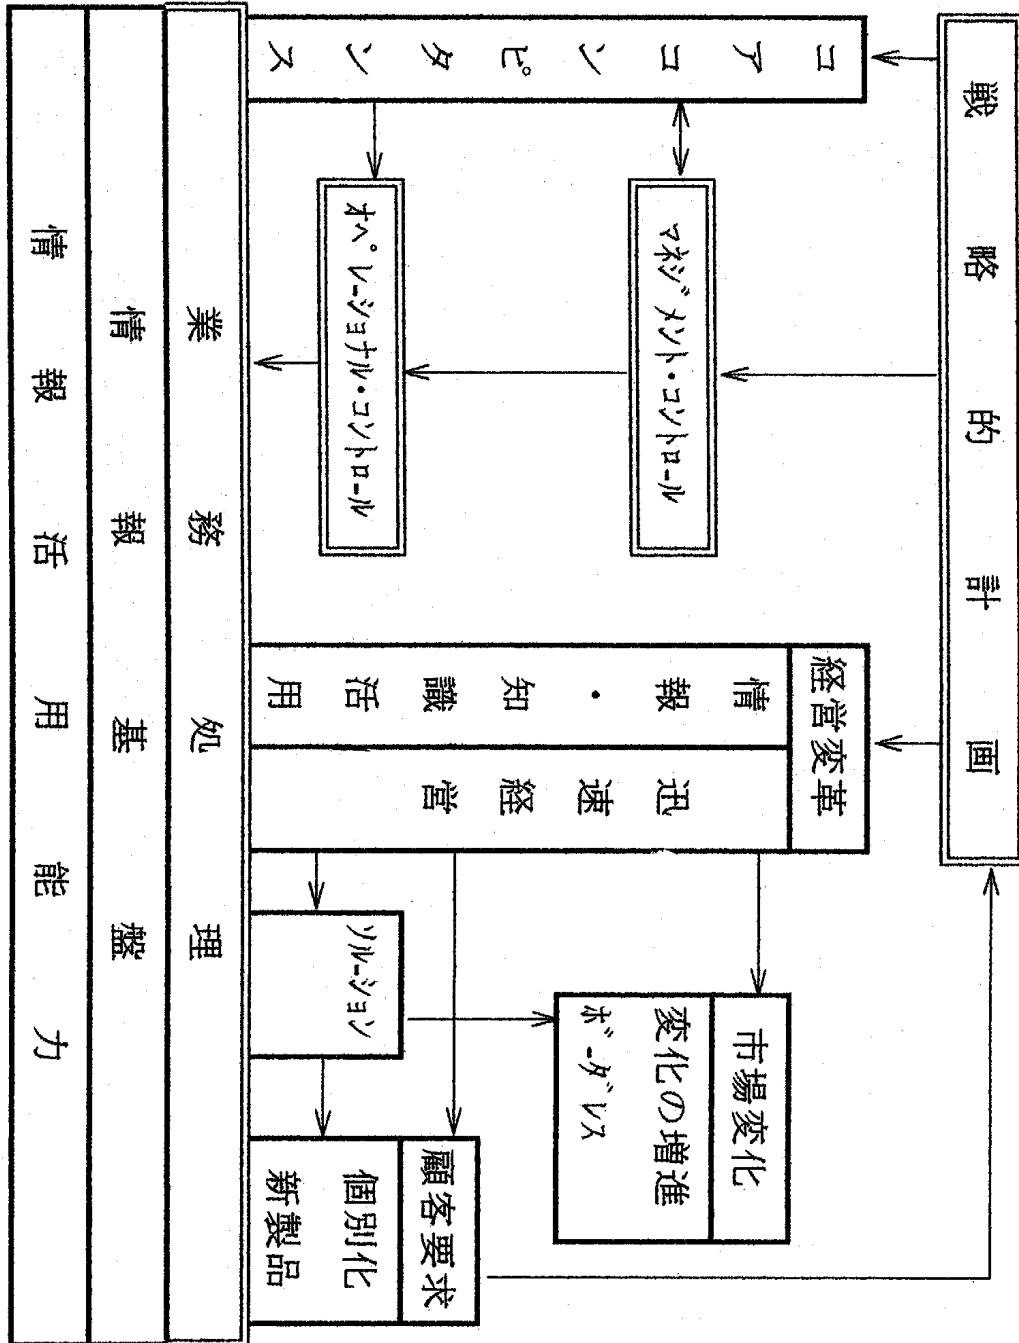 戦略的計画
コアコンピタンス
マネジメント・コントロール
オペレーショナル・コントロール
経営変革
情報・知識活用
迅速経営
市場変化
変化の増進
ボーダレス
ソルーション
顧客要求
個別化
新製品
業務処理
情報基盤
情報活用能力